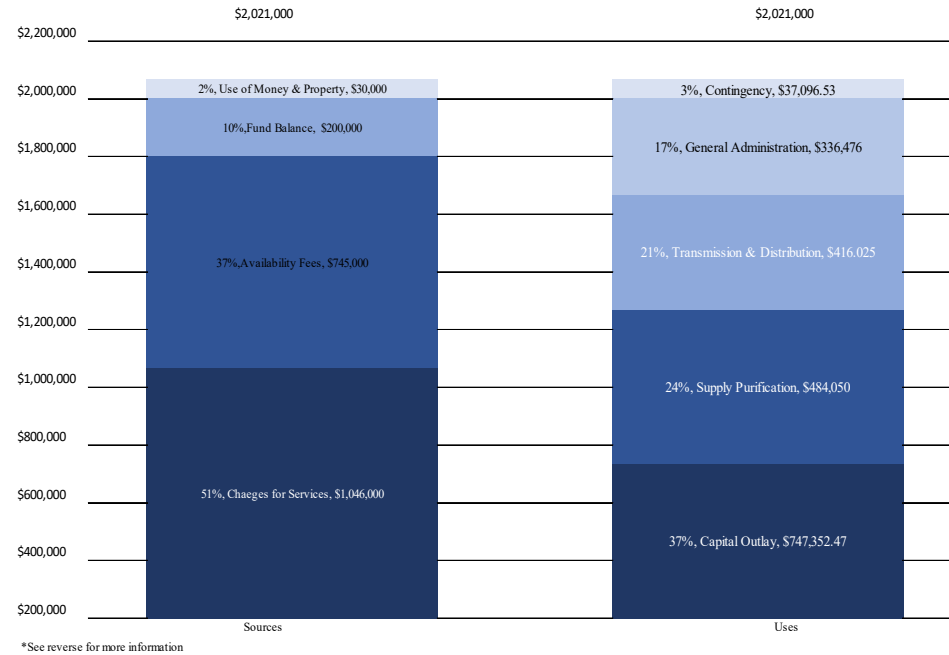 $2,021,000
$2,021,000
$2,200,000
$2,000,000
$1,800,000
$1,600,000
$1,400,000
$1,200,000
$1,000,000
$800,000
$600,000
$400,000
$200,000
2%, Use of Money & Property, $30,000
10%,Fund Balance, $200,000
37%,Availability Fees, $745,000
51%, Chaeges for Services, $1,046,000
3%, Contingency, $37,096.53
17%, General Administration, $336,476
21%, Transmission & Distribution, $416.025
24%, Supply Purification, $484,050
37%, Capital Outlay, $747,352.47
Sources
Uses
*See reverse for more information